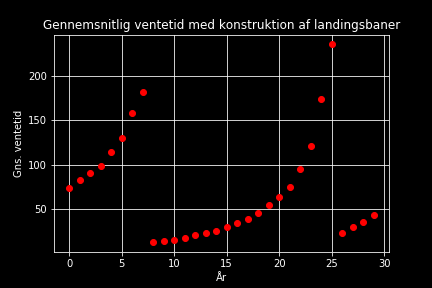 Gennemsnitlig ventetid med konstruktion af landingsbaner
Gns. ventetid
200
150
100
50
0 5 10 15 20 25 30
År